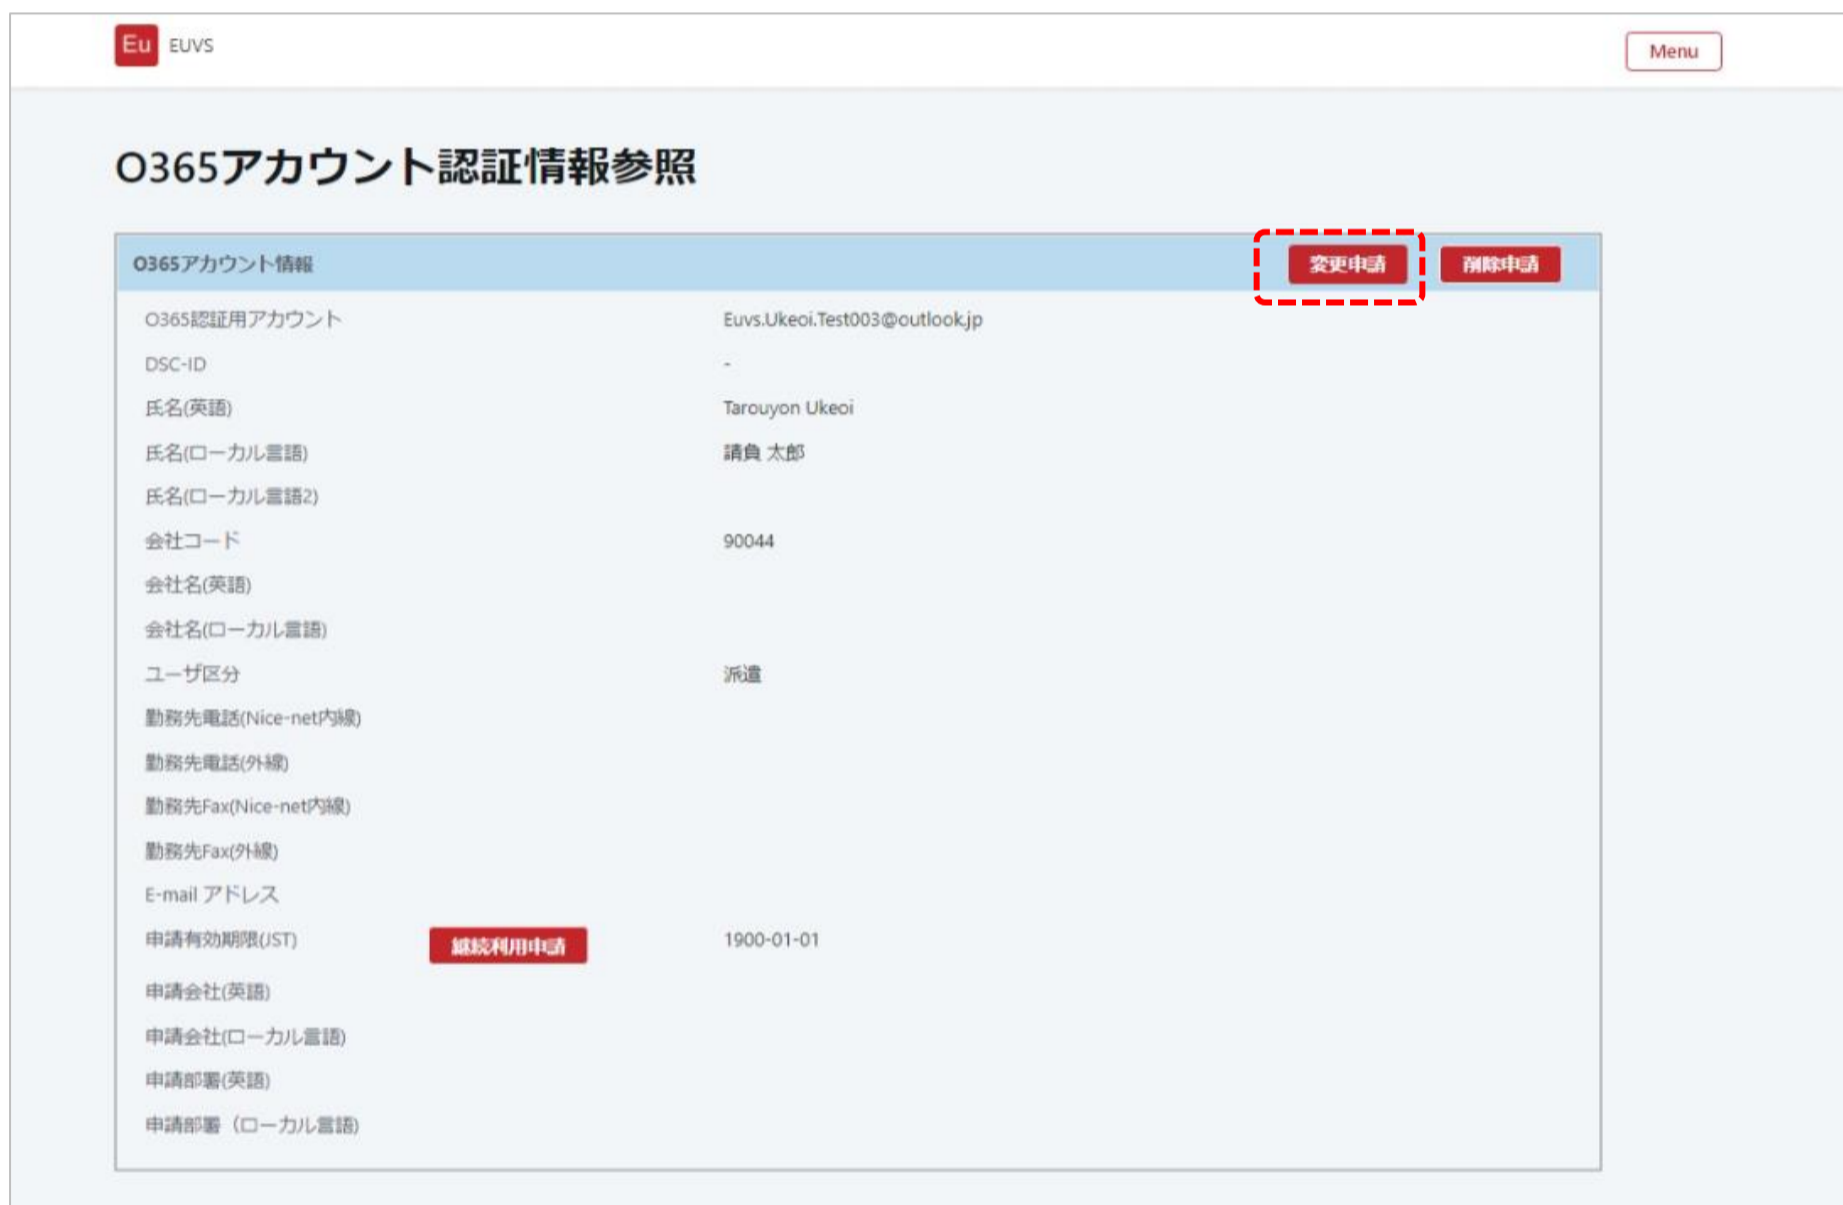 Eu EUVS
Menu
O365アカウント認証情報参照
O365アカウント情報 変更申請 削除申請
O365認証用アカウント Euvs.Ukeoi.Test003@outlook.jp
DSC-ID -
氏名(英語) Tarouyon Ukeoi
氏名(ローカル言語) 請負 太郎
氏名(ローカル言語2)
会社コード 90044
会社名(英語)
会社名(ローカル言語)
ユーザ区分 派遣
勤務先電話(Nice-net内線)
勤務先電話(外線)
勤務先Fax(Nice-net内線)
勤務先Fax(外線)
E-mail アドレス
申請有効期限(JST) 継続利用申請 1900-01-01
申請会社(英語)
申請会社(ローカル言語)
申請部署(英語)
申請部署（ローカル言語)